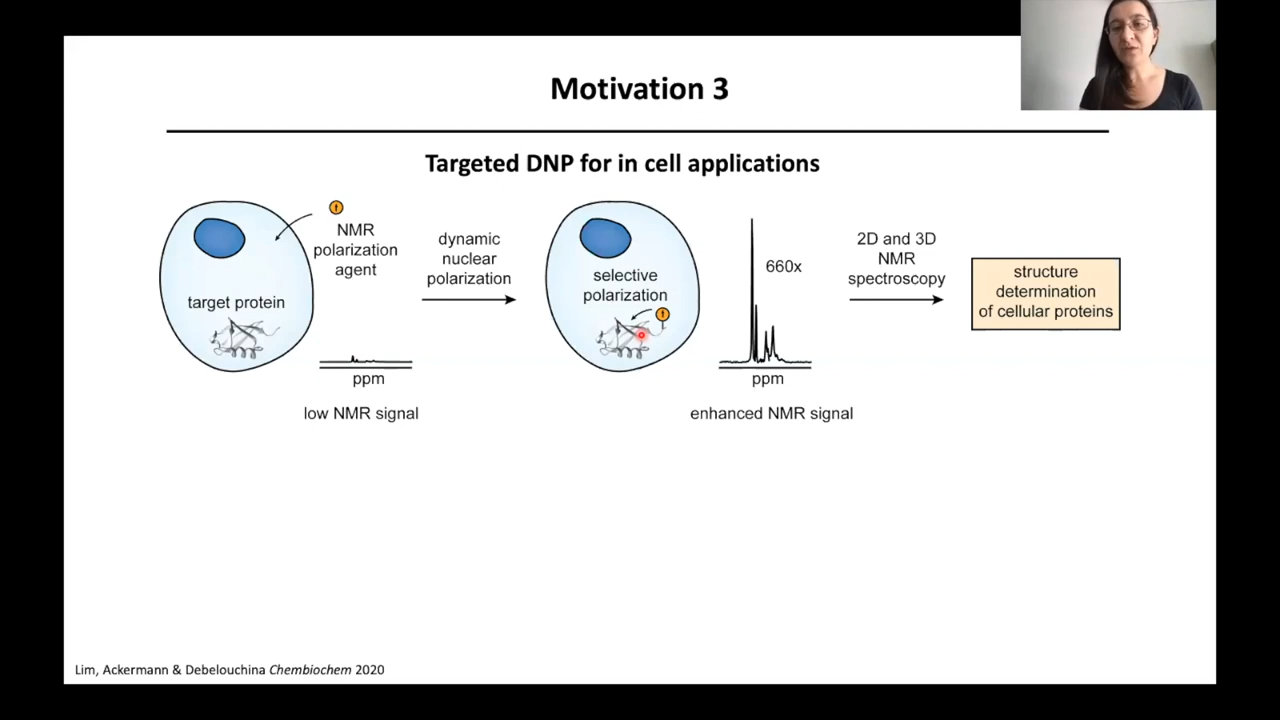 Motivation 3
Targeted DNP for in cell applications
NMR
polarization
agent
target protein
ppm
low NMR signal
dynamic
nuclear
polarization
selective
polarization
660x
ppm
enhanced NMR signal
2D and 3D
NMR
spectroscopy
structure
determination
of cellular proteins
Lim, Ackermann & Debelouchina Chembiochem 2020